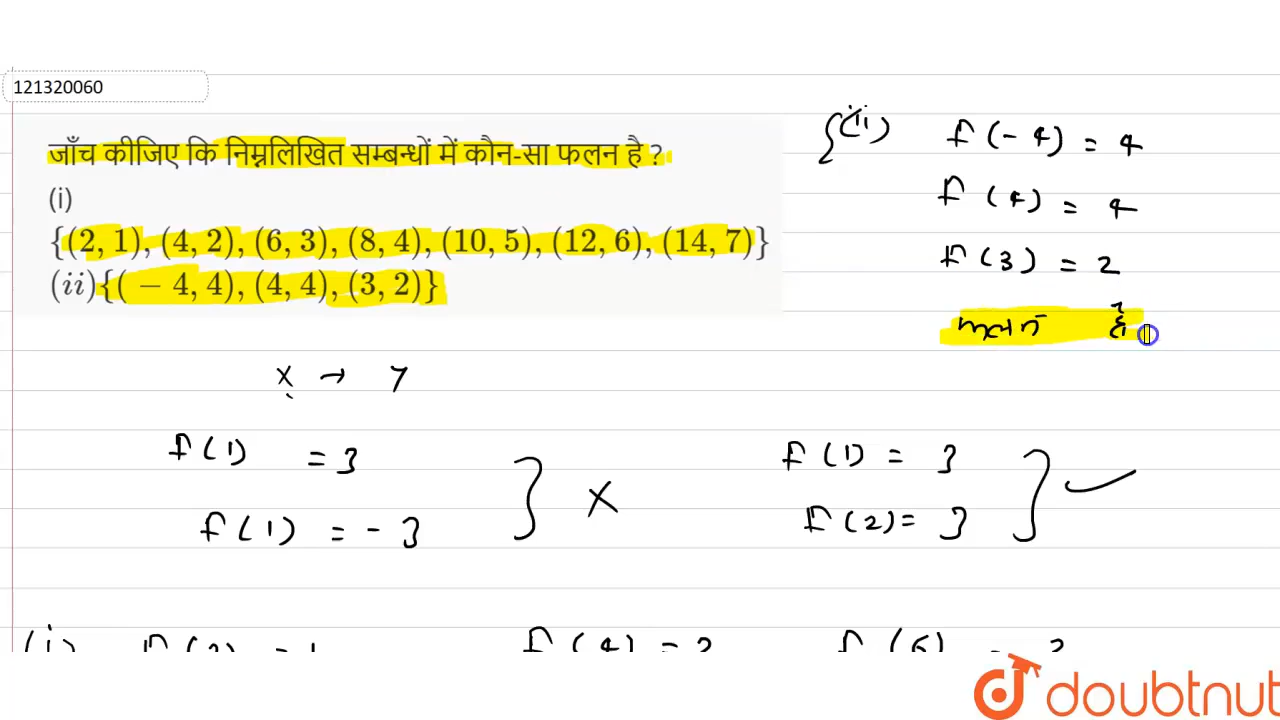 121320060
जाँच कीजिए कि निम्नलिखित सम्बन्धों में कौन-सा फलन है ?
(i)
{(2, 1), (4, 2), (6, 3), (8, 4), (10, 5), (12, 6), (14, 7)}
(ii){( − 4, 4), (4, 4), (3, 2)}
(ii) f(-4) = 4
f(4) = 4
f(3) = 2
फलन है
x → y
f(1) = 3
f(1) = -3
x
f(1) = 3
f(2) = 3
(i)
doubtnut